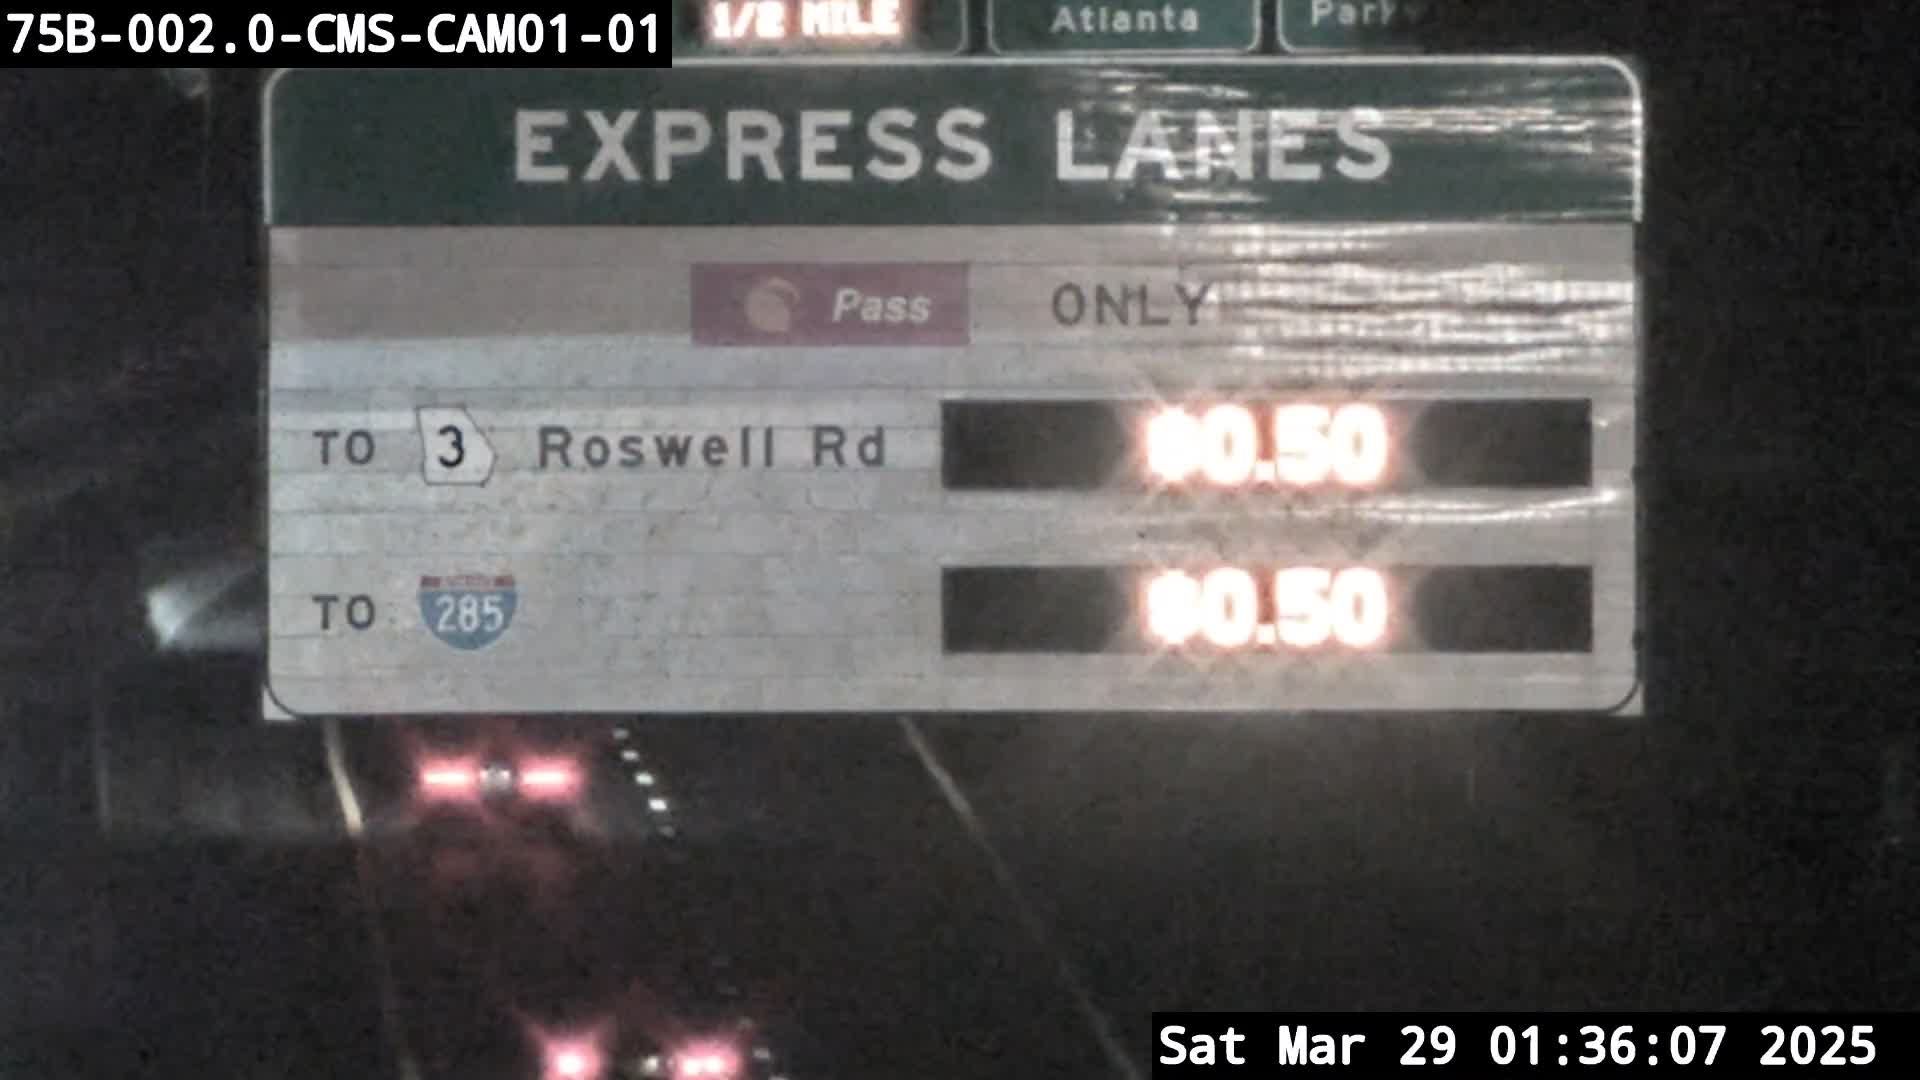 75B-002.0-CMS-CAM01-01
1/2 MILE
Atlanta
EXPRESS LANES
Pass ONLY
TO 3 Roswell Rd $0.50
TO 285 $0.50
Sat Mar 29 01:36:07 2025